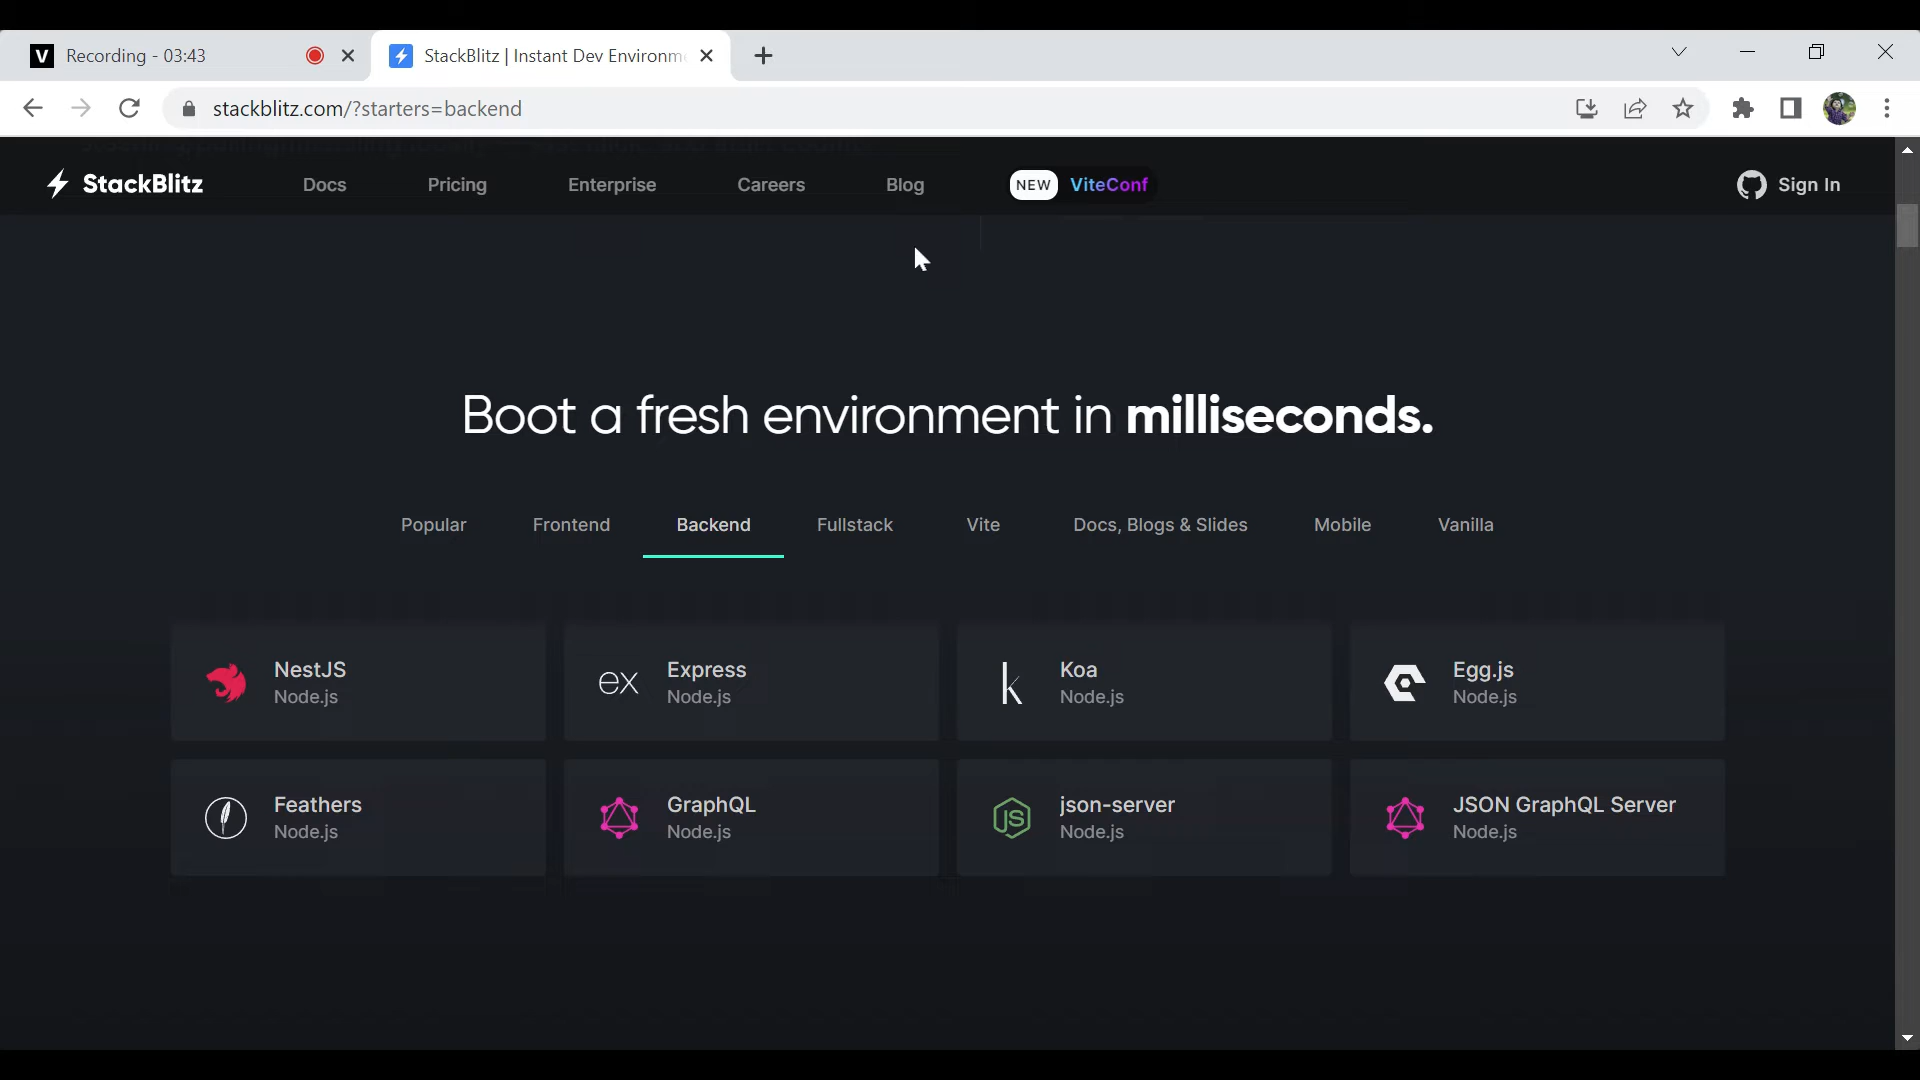 V Recording - 03:43
StackBlitz | Instant Dev Environm
stackblitz.com/?starters=backend
StackBlitz Docs Pricing Enterprise Careers Blog NEW ViteConf Sign In
Boot a fresh environment in milliseconds.
Popular Frontend Backend Fullstack Vite Docs, Blogs & Slides Mobile Vanilla
NestJS
Node.js
ex Express
Node.js
k Koa
Node.js
Egg.js
Node.js
Feathers
Node.js
GraphQL
Node.js
JS json-server
Node.js
JSON GraphQL Server
Node.js